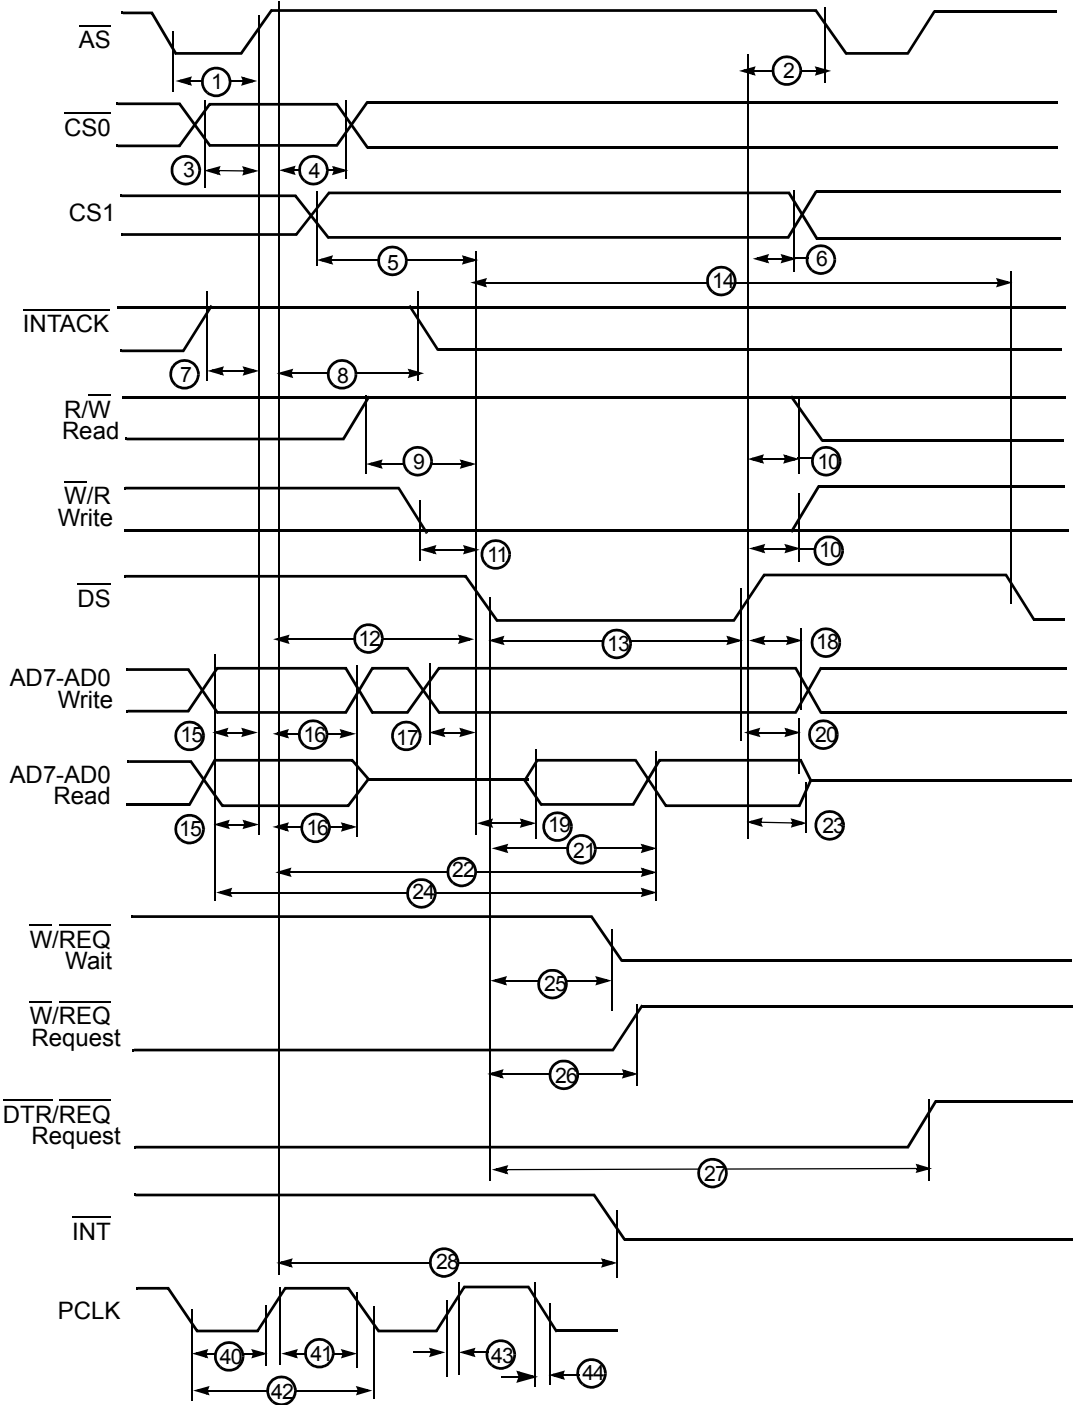 AS
1
2
CS0
3
4
CS1
5
6
14
INTACK
7
8
R/W
Read
9
10
W/R
Write
11
10
DS
12
13
18
AD7-AD0
Write
15
16
17
20
AD7-AD0
Read
15
16
19
23
21
22
24
W/REQ
Wait
25
W/REQ
Request
26
DTR/REQ
Request
27
INT
28
PCLK
40
41
43
42
44